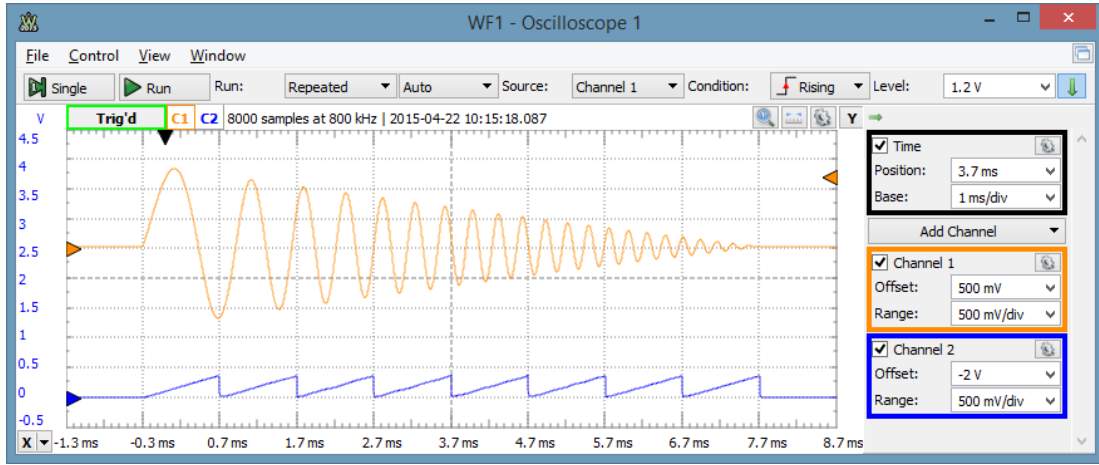 WF1 - Oscilloscope 1
File Control View Window
Single Run Run: Repeated Auto Source: Channel 1 Condition: Rising Level: 1.2 V
V Trig'd C1 C2 8000 samples at 800 kHz | 2015-04-22 10:15:18.087 Y
4.5
4
3.5
3
2.5
2
1.5
1
0.5
0
-0.5
X -1.3 ms -0.3 ms 0.7 ms 1.7 ms 2.7 ms 3.7 ms 4.7 ms 5.7 ms 6.7 ms 7.7 ms 8.7 ms
Time
Position: 3.7 ms
Base: 1 ms/div
Add Channel
Channel 1
Offset: 500 mV
Range: 500 mV/div
Channel 2
Offset: -2 V
Range: 500 mV/div